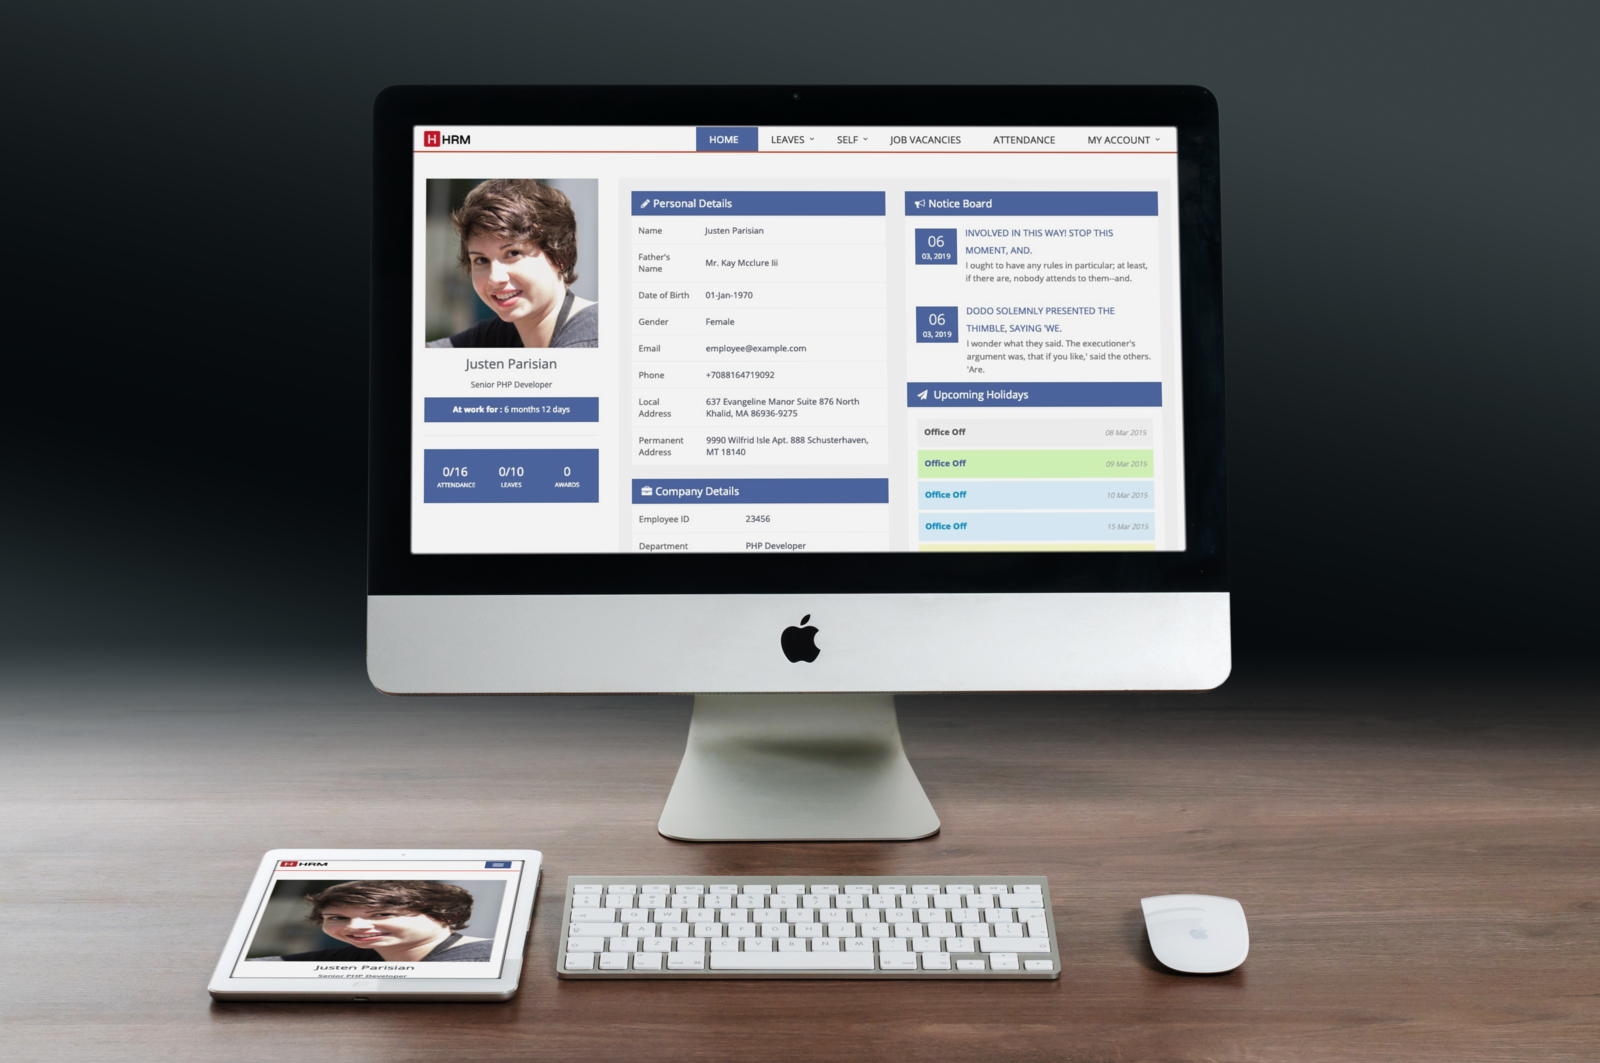 HRM
HOME
LEAVES
SELF
JOB VACANCIES
ATTENDANCE
MY ACCOUNT
Justen Parisian
Senior PHP Developer
At work for : 6 months 12 days
0/16
0/10
0
ATTENDANCE
LEAVES
AWARDS
Personal Details
Name Justen Parisian
Father's
Name
Mr. Kay Mcclure Iii
Date of Birth 01-Jan-1970
Gender Female
Email employee@example.com
Phone +7088164719092
Local
Address
637 Evangeline Manor Suite 876 North
Khalid, MA 86936-9275
Permanent
Address
9990 Wilfrid Isle Apt. 888 Schusterhaven,
MT 18140
Company Details
Employee ID 23456
Department PHP Developer
Notice Board
06
03, 2019
INVOLVED IN THIS WAY! STOP THIS
MOMENT, AND.
I ought to have any rules in particular; at least,
if there are, nobody attends to them--and.
06
03, 2019
DODO SOLEMNLY PRESENTED THE
THIMBLE, SAYING 'WE.
I wonder what they said. The executioner's
argument was, that if you like,' said the others.
'Are.
Upcoming Holidays
Office Off 08 Mar 2015
Office Off 09 Mar 2015
Office Off 10 Mar 2015
Office Off 15 Mar 2015
HRM
Justen Parisian
Senior PHP Developer